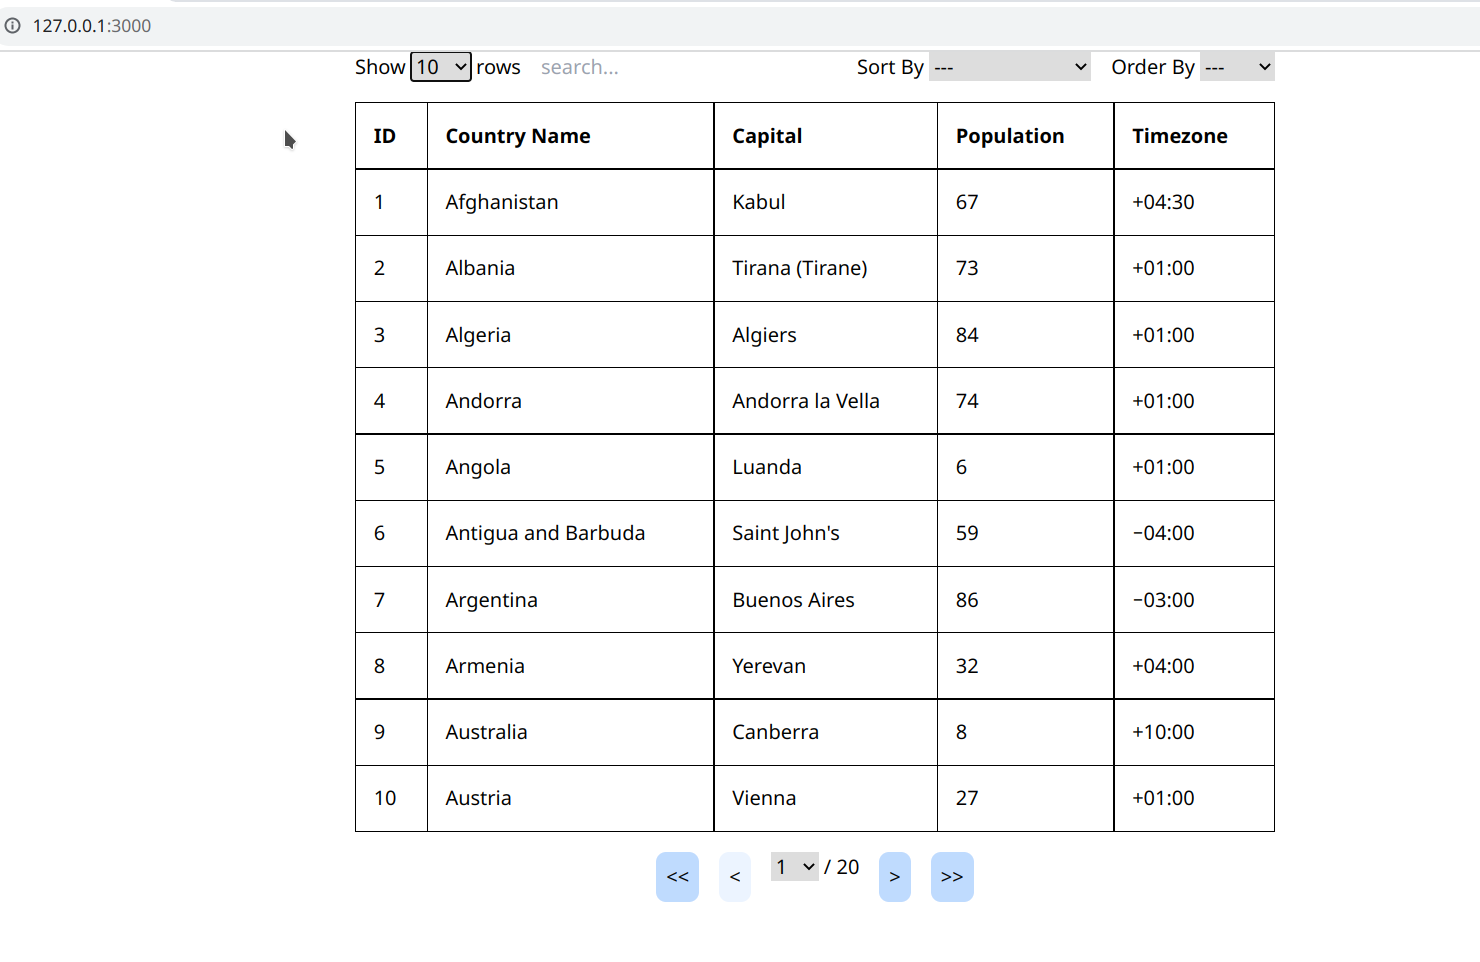 127.0.0.1:3000
Show 10 rows search... Sort By --- Order By ---
ID Country Name Capital Population Timezone
1 Afghanistan Kabul 67 +04:30
2 Albania Tirana (Tirane) 73 +01:00
3 Algeria Algiers 84 +01:00
4 Andorra Andorra la Vella 74 +01:00
5 Angola Luanda 6 +01:00
6 Antigua and Barbuda Saint John's 59 −04:00
7 Argentina Buenos Aires 86 −03:00
8 Armenia Yerevan 32 +04:00
9 Australia Canberra 8 +10:00
10 Austria Vienna 27 +01:00
<< < 1 / 20 > >>